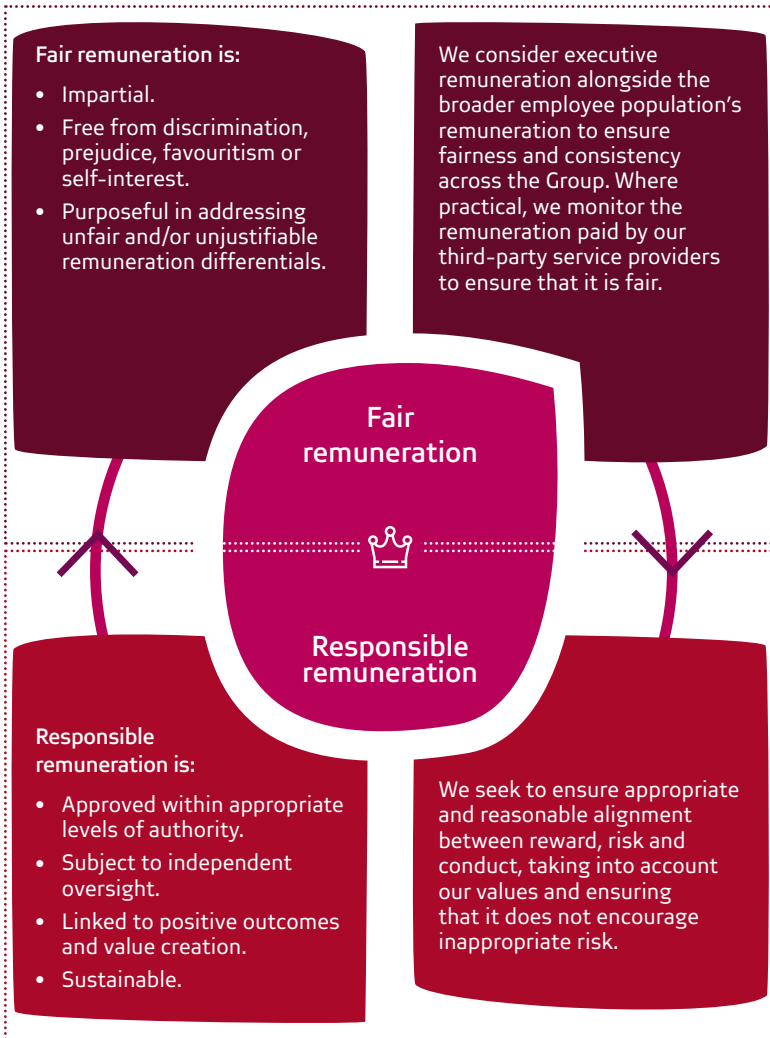 Fair remuneration is:
• Impartial.
• Free from discrimination,
prejudice, favouritism or
self-interest.
• Purposeful in addressing
unfair and/or unjustifiable
remuneration differentials.
We consider executive
remuneration alongside the
broader employee population's
remuneration to ensure
fairness and consistency
across the Group. Where
practical, we monitor the
remuneration paid by our
third-party service providers
to ensure that it is fair.
Fair
remuneration
Responsible
remuneration
Responsible
remuneration is:
• Approved within appropriate
levels of authority.
• Subject to independent
oversight.
• Linked to positive outcomes
and value creation.
• Sustainable.
We seek to ensure appropriate
and reasonable alignment
between reward, risk and
conduct, taking into account
our values and ensuring
that it does not encourage
inappropriate risk.